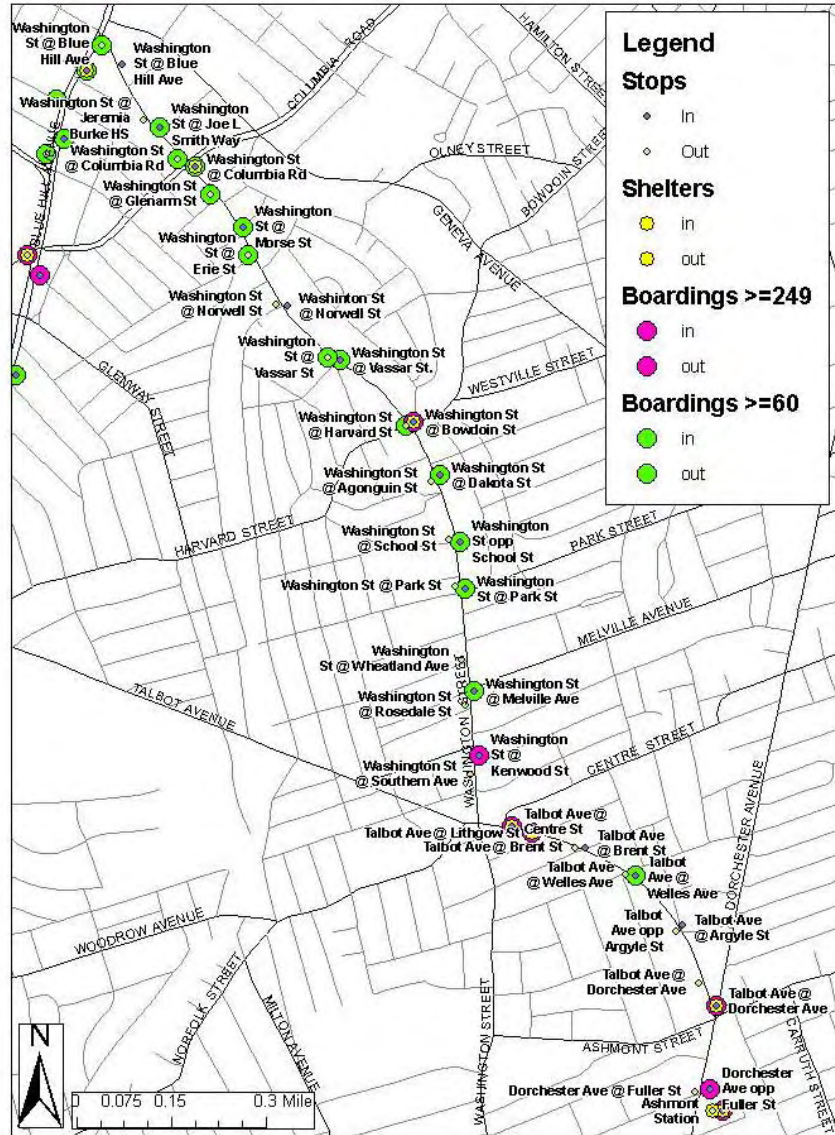 Washington
St @ Blue
Hill Ave
Washington
St @ Blue
Hill Ave
HAMILTON STREET
COLUMBIA ROAD
Washington St @
Jeremia
Burke HS
Washington
St @ Joe L
Smith Way
Washington St
@ Columbia Rd
Washington St
@ Columbia Rd
OLNEY STREET
BOWDOIN STREET
BLUE HILL AVENUE
Washington St
@ Glenarm St
GENEVA AVENUE
Washington
St @
Morse St
Washington
St @
Erie St
Washington St
@ Norwell St
Washinton St
@ Norwell St
GLENWAY STREET
Washington
St @
Vassar St
Washington St
@ Vassar St.
WESTVILLE STREET
Washington St
@ Harvard St
Washington St
@ Bowdoin St
Washington St
@ Agonguin St
Washington St
@ Dakota St
HARVARD STREET
Washington St
@ School St
Washington
St opp
School St
PARK STREET
Washington St @ Park St
Washington
St @ Park St
MELVILLE AVENUE
Washington
St @ Wheatland Ave
TALBOT AVENUE
Washington St
@ Rosedale St
Washington St
@ Melville Ave
WASHINGTON STREET
Washington St
@ Southern Ave
Washington
St @
Kenwood St
CENTRE STREET
DORCHESTER AVENUE
Talbot Ave @
Centre St
Talbot Ave @ Lithgow St
Talbot Ave @ Brent St
Talbot Ave
@ Brent St
Talbot Ave
@ Welles Ave
Talbot
Ave @
Welles Ave
WOODROW AVENUE
Talbot
Ave opp
Argyle St
Talbot Ave
@ Argyle St
NORFOLK STREET
MILTON AVENUE
WASHINGTON STREET
Talbot Ave @
Dorchester Ave
Talbot Ave @
Dorchester Ave
ASHMONT STREET
CARRUTH STREET
Dorchester Ave @ Fuller St
Dorchester
Ave opp
Fuller St
Ashmont
Station
N
0 0.075 0.15 0.3 Mile
Legend
Stops
In
Out
Shelters
in
out
Boardings >=249
in
out
Boardings >=60
in
out